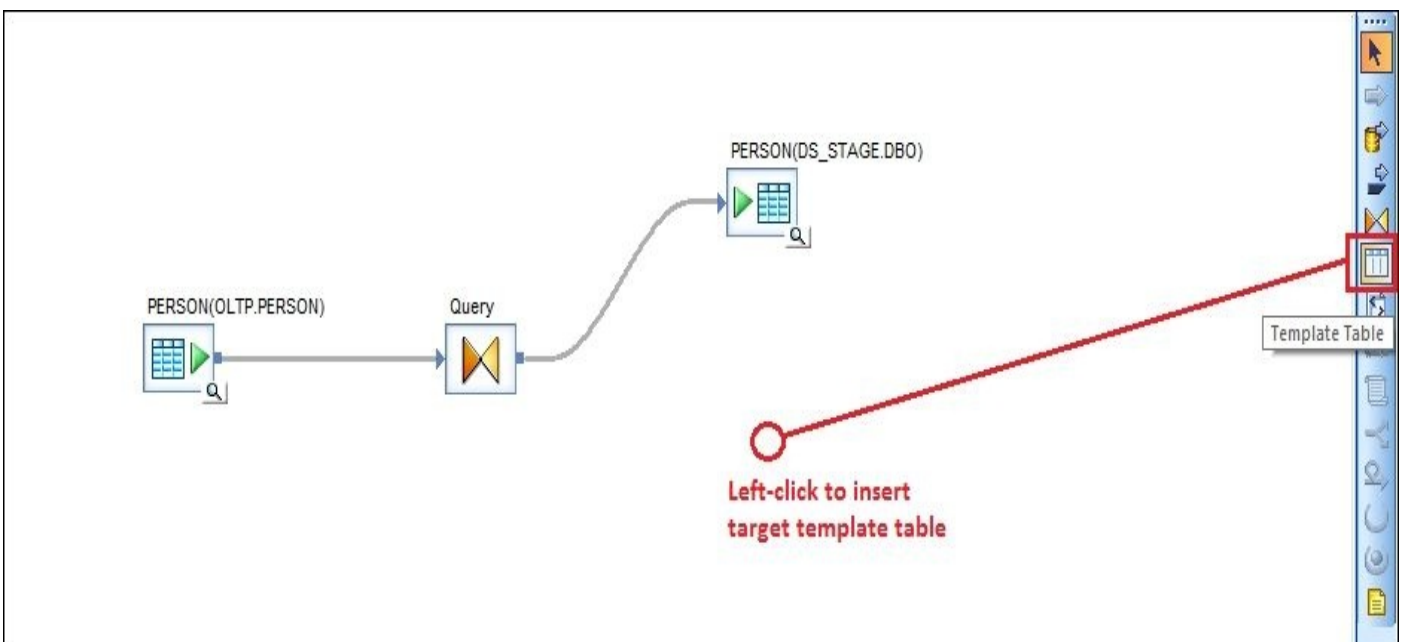 PERSON(DS_STAGE.DBO)
PERSON(OLTP.PERSON)
Query
Template Table
Left-click to insert
target template table